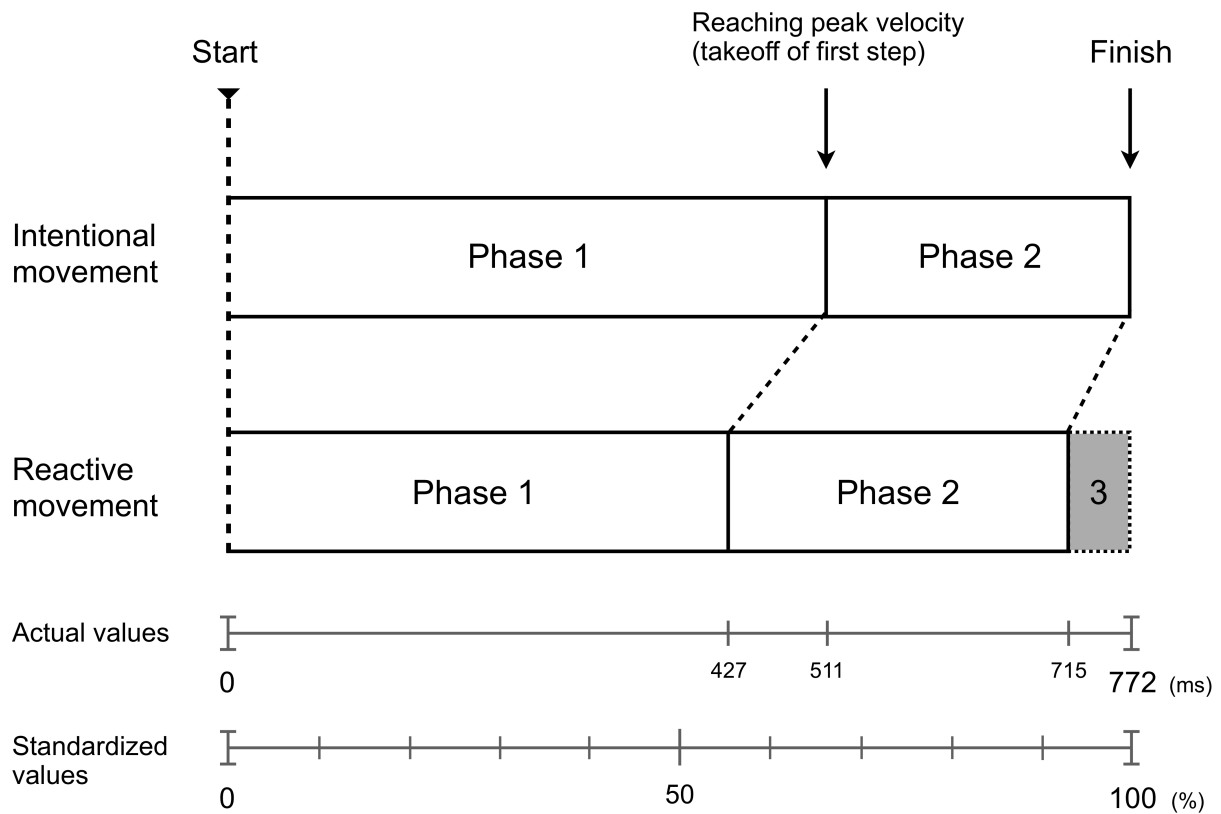 Reaching peak velocity
(takeoff of first step)
Start
Finish
Intentional
movement
Phase 1
Phase 2
Reactive
movement
Phase 1
Phase 2
3
Actual values
0
427
511
715
772 (ms)
Standardized
values
0
50
100 (%)